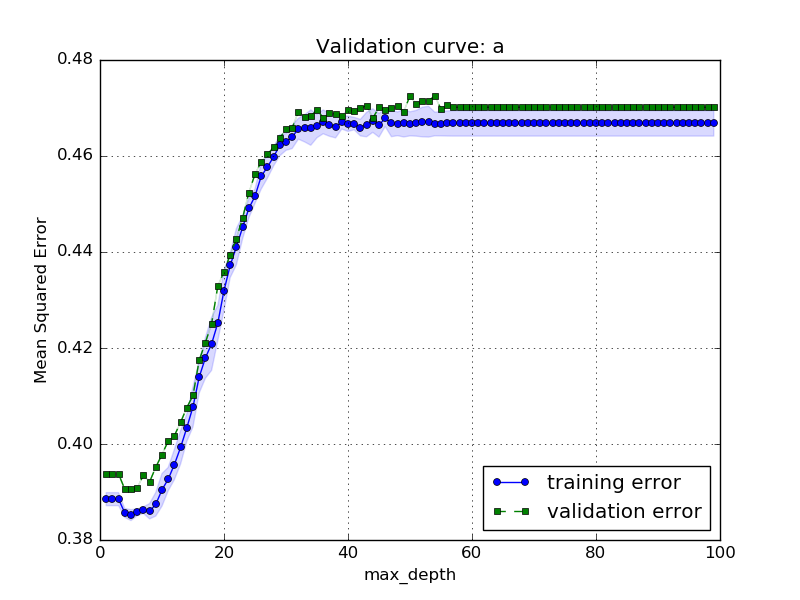 Validation curve: a
0.48
0.46
0.44
0.42
0.40
0.38
Mean Squared Error
0
20
40
60
80
100
max_depth
training error
validation error